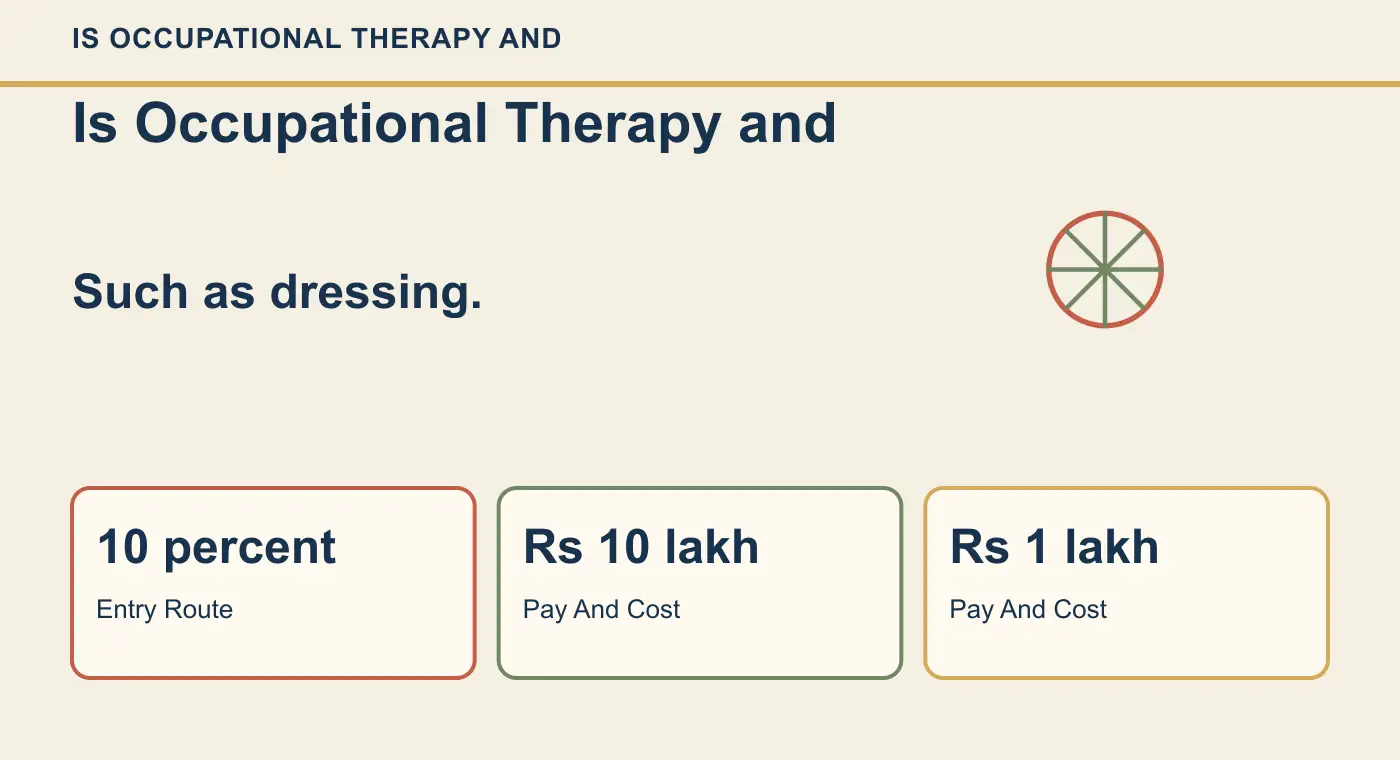 IS OCCUPATIONAL THERAPY AND
Is Occupational Therapy and
Such as dressing.
10 percent
Entry Route
Rs 10 lakh
Pay And Cost
Rs 1 lakh
Pay And Cost